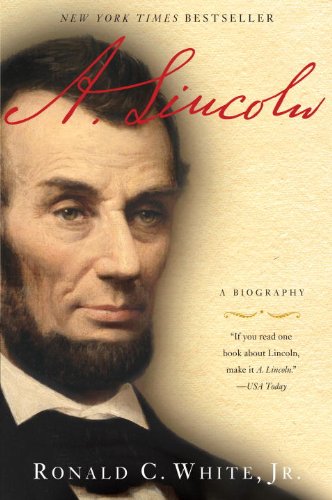 NEW YORK TIMES BESTSELLER
A. Lincoln
A BIOGRAPHY
"If you read one
book about Lincoln,
make it A. Lincoln."
—USA Today
RONALD C. WHITE, JR.